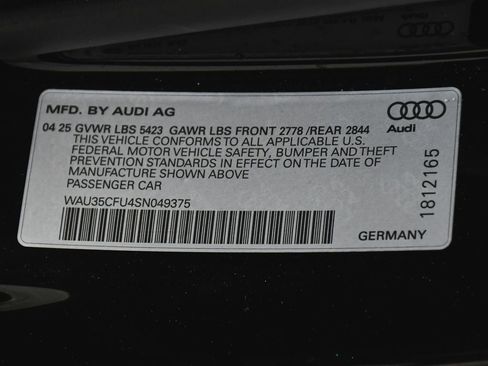 MFD. BY AUDI AG
04 25 GVWR LBS 5423 GAWR LBS FRONT 2778 /REAR 2844
THIS VEHICLE CONFORMS TO ALL APPLICABLE U.S.
FEDERAL MOTOR VEHICLE SAFETY, BUMPER AND THEFT
PREVENTION STANDARDS IN EFFECT ON THE DATE OF
MANUFACTURE SHOWN ABOVE
PASSENGER CAR
WAU35CFU4SN049375
Audi
1812165
GERMANY